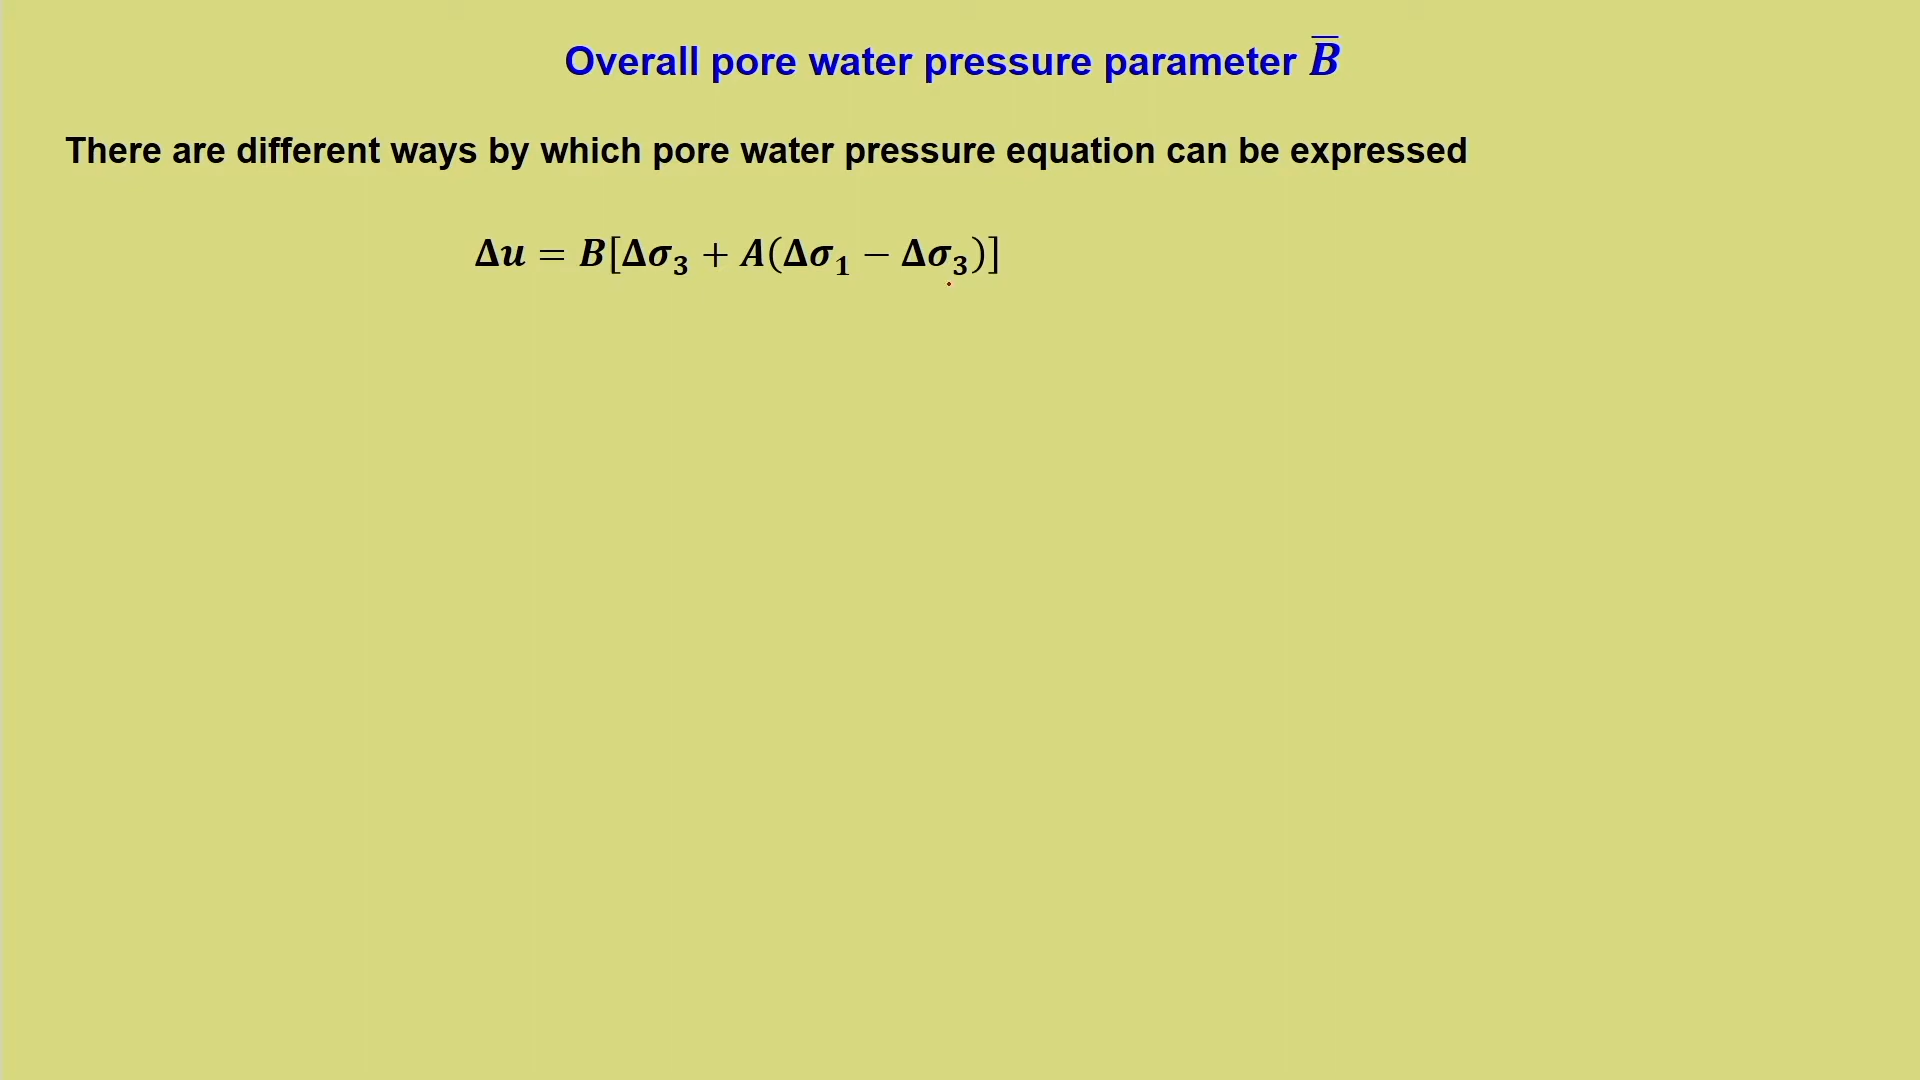 Overall pore water pressure parameter B̅
There are different ways by which pore water pressure equation can be expressed
Δu = B[Δσ₃ + A(Δσ₁ − Δσ₃)]